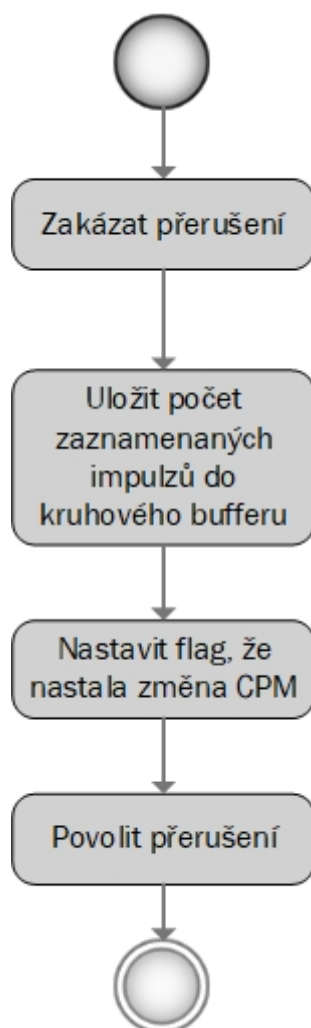 Zakázat přerušení
Uložit počet
zaznamenaných
impulzů do
kruhového bufferu
Nastavit flag, že
nastala změna CPM
Povolit přerušení